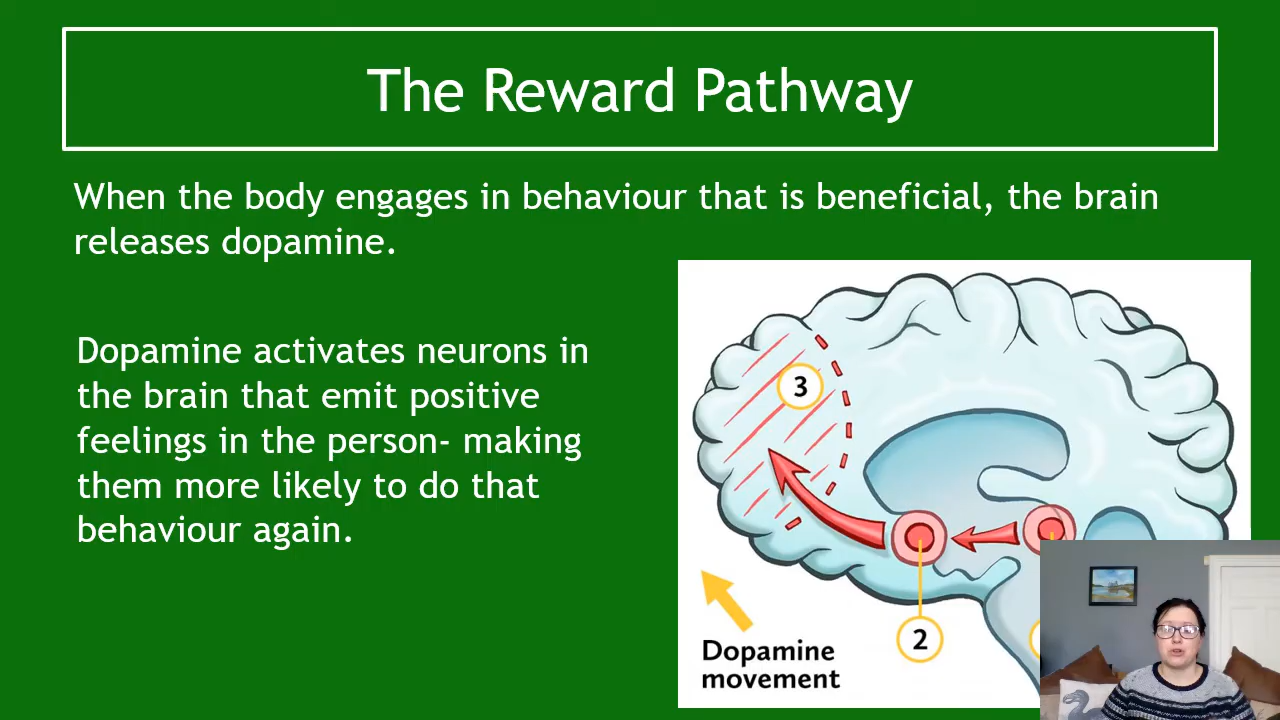 The Reward Pathway
When the body engages in behaviour that is beneficial, the brain
releases dopamine.
Dopamine activates neurons in
the brain that emit positive
feelings in the person- making
them more likely to do that
behaviour again.
3
2
Dopamine
movement